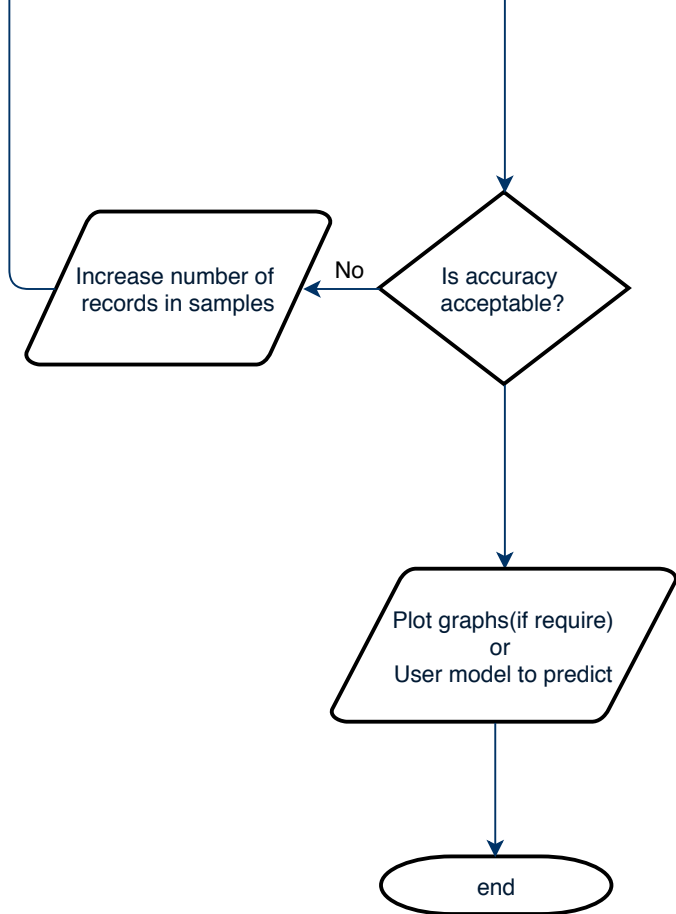 Increase number of
records in samples
No
Is accuracy
acceptable?
Plot graphs(if require)
or
User model to predict
end